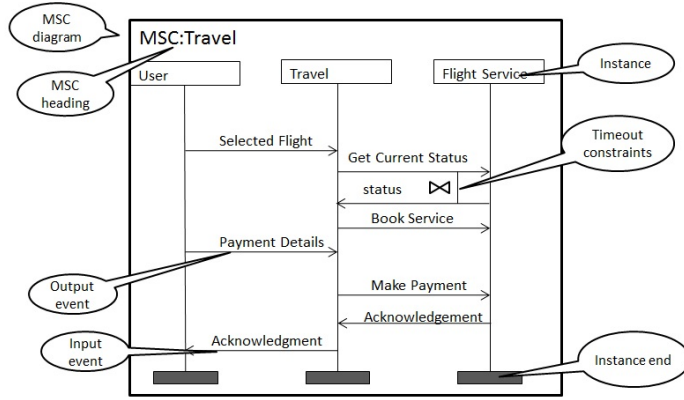 MSC
diagram
MSC:Travel
MSC
heading
User
Travel
Flight Service
Instance
Selected Flight
Get Current Status
Timeout
constraints
status
Book Service
Payment Details
Output
event
Make Payment
Acknowledgement
Input
event
Acknowledgment
Instance end